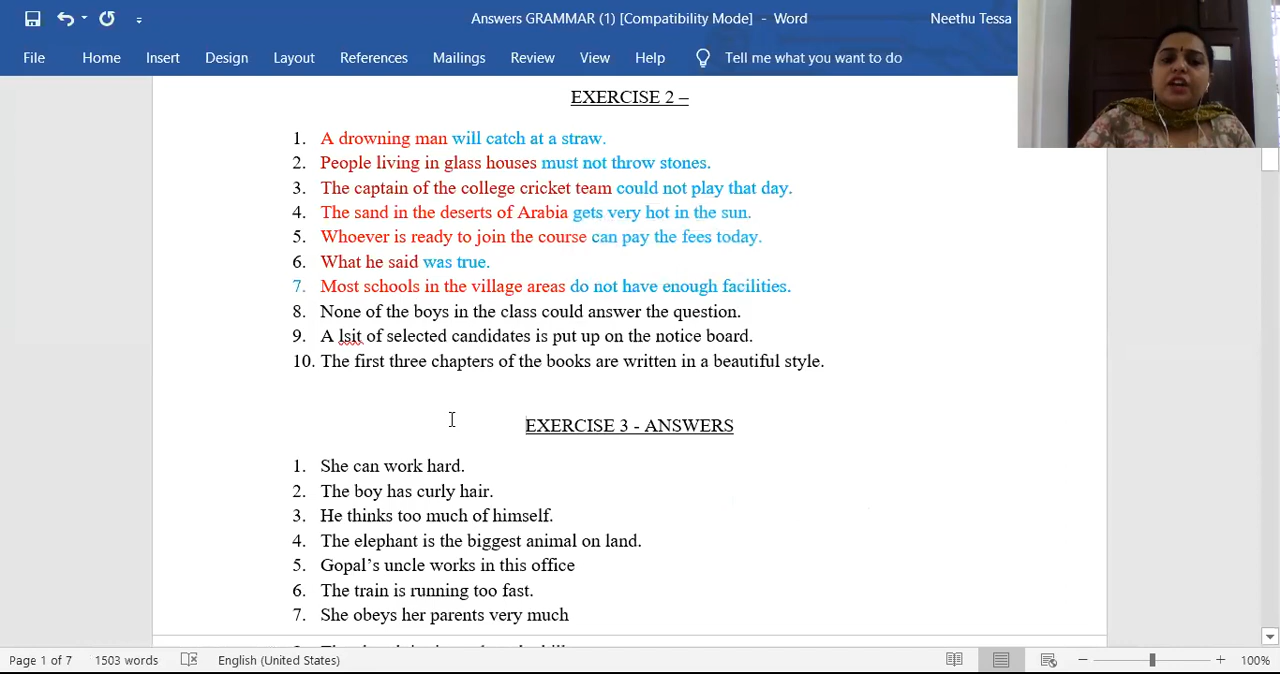 Answers GRAMMAR (1) [Compatibility Mode] - Word
Neethu Tessa
File Home Insert Design Layout References Mailings Review View Help Tell me what you want to do
EXERCISE 2 –
1. A drowning man will catch at a straw.
2. People living in glass houses must not throw stones.
3. The captain of the college cricket team could not play that day.
4. The sand in the deserts of Arabia gets very hot in the sun.
5. Whoever is ready to join the course can pay the fees today.
6. What he said was true.
7. Most schools in the village areas do not have enough facilities.
8. None of the boys in the class could answer the question.
9. A lsit of selected candidates is put up on the notice board.
10. The first three chapters of the books are written in a beautiful style.
EXERCISE 3 - ANSWERS
1. She can work hard.
2. The boy has curly hair.
3. He thinks too much of himself.
4. The elephant is the biggest animal on land.
5. Gopal’s uncle works in this office
6. The train is running too fast.
7. She obeys her parents very much
Page 1 of 7 1503 words English (United States) 100%